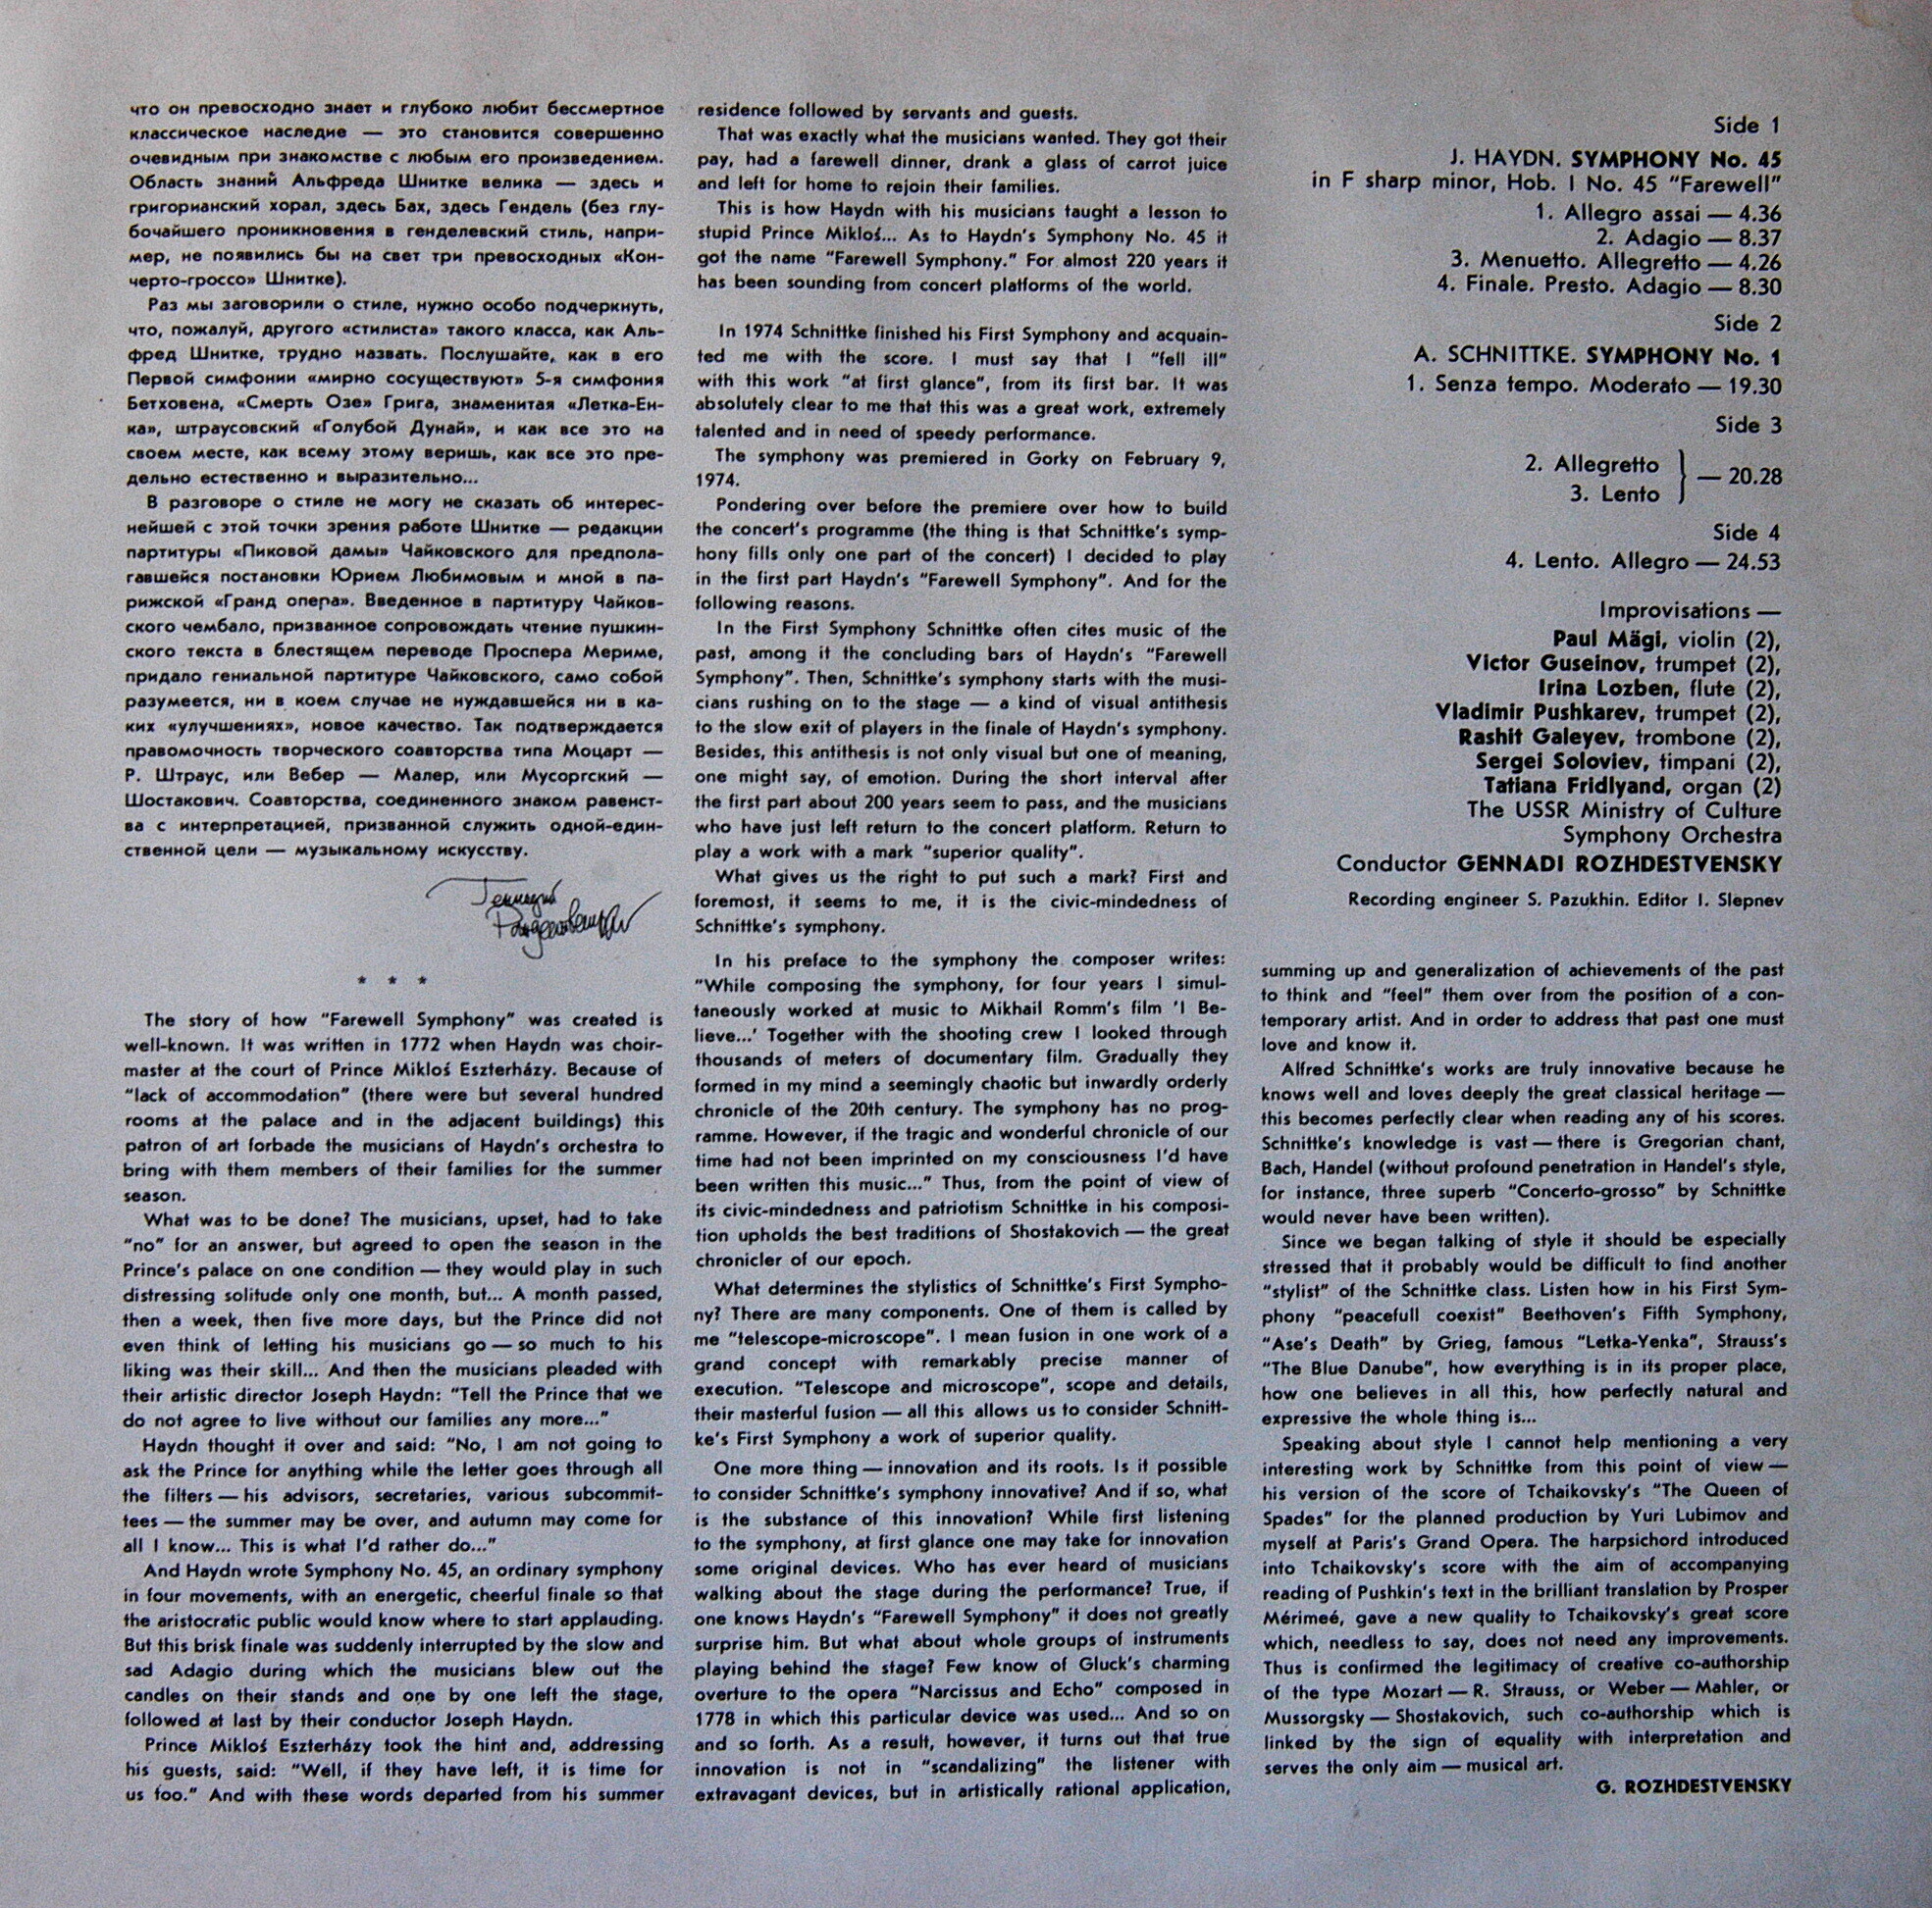 что он превосходно знает и глубоко любит бессмертное
классическое наследие — это становится совершенно
очевидным при знакомстве с любым его произведением.
Область знаний Альфреда Шнитке велика — здесь и
григорианский хорал, здесь Бах, здесь Гендель (без глу-
бочайшего проникновения в генделевский стиль, напри-
мер, не появились бы на свет три превосходных «Кон-
черто-гроссо» Шнитке).
Раз мы заговорили о стиле, нужно особо подчеркнуть,
что, пожалуй, другого «стилиста» такого класса, как Аль-
фред Шнитке, трудно назвать. Послушайте, как в его
Первой симфонии «мирно сосуществуют» 5-я симфония
Бетховена, «Смерть Озе» Грига, знаменитая «Летка-Ен-
ка», штраусовский «Голубой Дунай», и как все это на
своем месте, как всему этому веришь, как все это пре-
дельно естественно и выразительно...
В разговоре о стиле не могу не сказать об интерес-
нейшей с этой точки зрения работе Шнитке — редакции
партитуры «Пиковой дамы» Чайковского для предпола-
гавшейся постановки Юрием Любимовым и мной в па-
рижской «Гранд опера». Введенное в партитуру Чайков-
ского чембало, призванное сопровождать чтение пушкин-
ского текста в блестящем переводе Проспера Мериме,
придало гениальной партитуре Чайковского, само собой
разумеется, ни в коем случае не нуждавшейся ни в ка-
ких «улучшениях», новое качество. Так подтверждается
правомочность творческого соавторства типа Моцарт —
Р. Штраус, или Вебер — Малер, или Мусоргский —
Шостакович. Соавторства, соединенного знаком равенст-
ва с интерпретацией, призванной служить одной-един-
ственной цели — музыкальному искусству.
Геннадий
Рождественский
* * *
The story of how "Farewell Symphony" was created is
well-known. It was written in 1772 when Haydn was choir-
master at the court of Prince Mikloś Eszterházy. Because of
"lack of accommodation" (there were but several hundred
rooms at the palace and in the adjacent buildings) this
patron of art forbade the musicians of Haydn's orchestra to
bring with them members of their families for the summer
season.
What was to be done? The musicians, upset, had to take
"no" for an answer, but agreed to open the season in the
Prince's palace on one condition — they would play in such
distressing solitude only one month, but... A month passed,
then a week, then five more days, but the Prince did not
even think of letting his musicians go — so much to his
liking was their skill... And then the musicians pleaded with
their artistic director Joseph Haydn: "Tell the Prince that we
do not agree to live without our families any more..."
Haydn thought it over and said: "No, I am not going to
ask the Prince for anything while the letter goes through all
the filters — his advisors, secretaries, various subcommit-
tees — the summer may be over, and autumn may come for
all I know... This is what I'd rather do..."
And Haydn wrote Symphony No. 45, an ordinary symphony
in four movements, with an energetic, cheerful finale so that
the aristocratic public would know where to start applauding.
But this brisk finale was suddenly interrupted by the slow and
sad Adagio during which the musicians blew out the
candles on their stands and one by one left the stage,
followed at last by their conductor Joseph Haydn.
Prince Mikloś Eszterházy took the hint and, addressing
his guests, said: "Well, if they have left, it is time for
us too." And with these words departed from his summer
residence followed by servants and guests.
That was exactly what the musicians wanted. They got their
pay, had a farewell dinner, drank a glass of carrot juice
and left for home to rejoin their families.
This is how Haydn with his musicians taught a lesson to
stupid Prince Mikloś... As to Haydn's Symphony No. 45 it
got the name "Farewell Symphony." For almost 220 years it
has been sounding from concert platforms of the world.
In 1974 Schnittke finished his First Symphony and acquain-
ted me with the score. I must say that I "fell ill"
with this work "at first glance", from its first bar. It was
absolutely clear to me that this was a great work, extremely
talented and in need of speedy performance.
The symphony was premiered in Gorky on February 9,
1974.
Pondering over before the premiere over how to build
the concert's programme (the thing is that Schnittke's symp-
hony fills only one part of the concert) I decided to play
in the first part Haydn's "Farewell Symphony". And for the
following reasons.
In the First Symphony Schnittke often cites music of the
past, among it the concluding bars of Haydn's "Farewell
Symphony". Then, Schnittke's symphony starts with the musi-
cians rushing on to the stage — a kind of visual antithesis
to the slow exit of players in the finale of Haydn's symphony.
Besides, this antithesis is not only visual but one of meaning,
one might say, of emotion. During the short interval after
the first part about 200 years seem to pass, and the musicians
who have just left return to the concert platform. Return to
play a work with a mark "superior quality".
What gives us the right to put such a mark? First and
foremost, it seems to me, it is the civic-mindedness of
Schnittke's symphony.
In his preface to the symphony the composer writes:
"While composing the symphony, for four years I simul-
taneously worked at music to Mikhail Romm's film 'I Be-
lieve...' Together with the shooting crew I looked through
thousands of meters of documentary film. Gradually they
formed in my mind a seemingly chaotic but inwardly orderly
chronicle of the 20th century. The symphony has no prog-
ramme. However, if the tragic and wonderful chronicle of our
time had not been imprinted on my consciousness I'd have
been written this music..." Thus, from the point of view of
its civic-mindedness and patriotism Schnittke in his composi-
tion upholds the best traditions of Shostakovich — the great
chronicler of our epoch.
What determines the stylistics of Schnittke's First Sympho-
ny? There are many components. One of them is called by
me "telescope-microscope". I mean fusion in one work of a
grand concept with remarkably precise manner of
execution. "Telescope and microscope", scope and details,
their masterful fusion — all this allows us to consider Schnitt-
ke's First Symphony a work of superior quality.
One more thing — innovation and its roots. Is it possible
to consider Schnittke's symphony innovative? And if so, what
is the substance of this innovation? While first listening
to the symphony, at first glance one may take for innovation
some original devices. Who has ever heard of musicians
walking about the stage during the performance? True, if
one knows Haydn's "Farewell Symphony" it does not greatly
surprise him. But what about whole groups of instruments
playing behind the stage? Few know of Gluck's charming
overture to the opera "Narcissus and Echo" composed in
1778 in which this particular device was used... And so on
and so forth. As a result, however, it turns out that true
innovation is not in "scandalizing" the listener with
extravagant devices, but in artistically rational application,
Side 1
J. HAYDN. SYMPHONY No. 45
in F sharp minor, Hob. I No. 45 "Farewell"
1. Allegro assai — 4.36
2. Adagio — 8.37
3. Menuetto. Allegretto — 4.26
4. Finale. Presto. Adagio — 8.30
Side 2
A. SCHNITTKE. SYMPHONY No. 1
1. Senza tempo. Moderato — 19.30
Side 3
2. Allegretto
3. Lento } — 20.28
Side 4
4. Lento. Allegro — 24.53
Improvisations —
Paul Mägi, violin (2),
Victor Guseinov, trumpet (2),
Irina Lozben, flute (2),
Vladimir Pushkarev, trumpet (2),
Rashit Galeyev, trombone (2),
Sergei Soloviev, timpani (2),
Tatiana Fridlyand, organ (2)
The USSR Ministry of Culture
Symphony Orchestra
Conductor GENNADI ROZHDESTVENSKY
Recording engineer S. Pazukhin. Editor I. Slepnev
summing up and generalization of achievements of the past
to think and "feel" them over from the position of a con-
temporary artist. And in order to address that past one must
love and know it.
Alfred Schnittke's works are truly innovative because he
knows well and loves deeply the great classical heritage —
this becomes perfectly clear when reading any of his scores.
Schnittke's knowledge is vast — there is Gregorian chant,
Bach, Handel (without profound penetration in Handel's style,
for instance, three superb "Concerto-grosso" by Schnittke
would never have been written).
Since we began talking of style it should be especially
stressed that it probably would be difficult to find another
"stylist" of the Schnittke class. Listen how in his First Sym-
phony "peacefull coexist" Beethoven's Fifth Symphony,
"Ase's Death" by Grieg, famous "Letka-Yenka", Strauss's
"The Blue Danube", how everything is in its proper place,
how one believes in all this, how perfectly natural and
expressive the whole thing is...
Speaking about style I cannot help mentioning a very
interesting work by Schnittke from this point of view —
his version of the score of Tchaikovsky's "The Queen of
Spades" for the planned production by Yuri Lubimov and
myself at Paris's Grand Opera. The harpsichord introduced
into Tchaikovsky's score with the aim of accompanying
reading of Pushkin's text in the brilliant translation by Prosper
Mérimeé, gave a new quality to Tchaikovsky's great score
which, needless to say, does not need any improvements.
Thus is confirmed the legitimacy of creative co-authorship
of the type Mozart — R. Strauss, or Weber — Mahler, or
Mussorgsky — Shostakovich, such co-authorship which is
linked by the sign of equality with interpretation and
serves the only aim — musical art.
G. ROZHDESTVENSKY